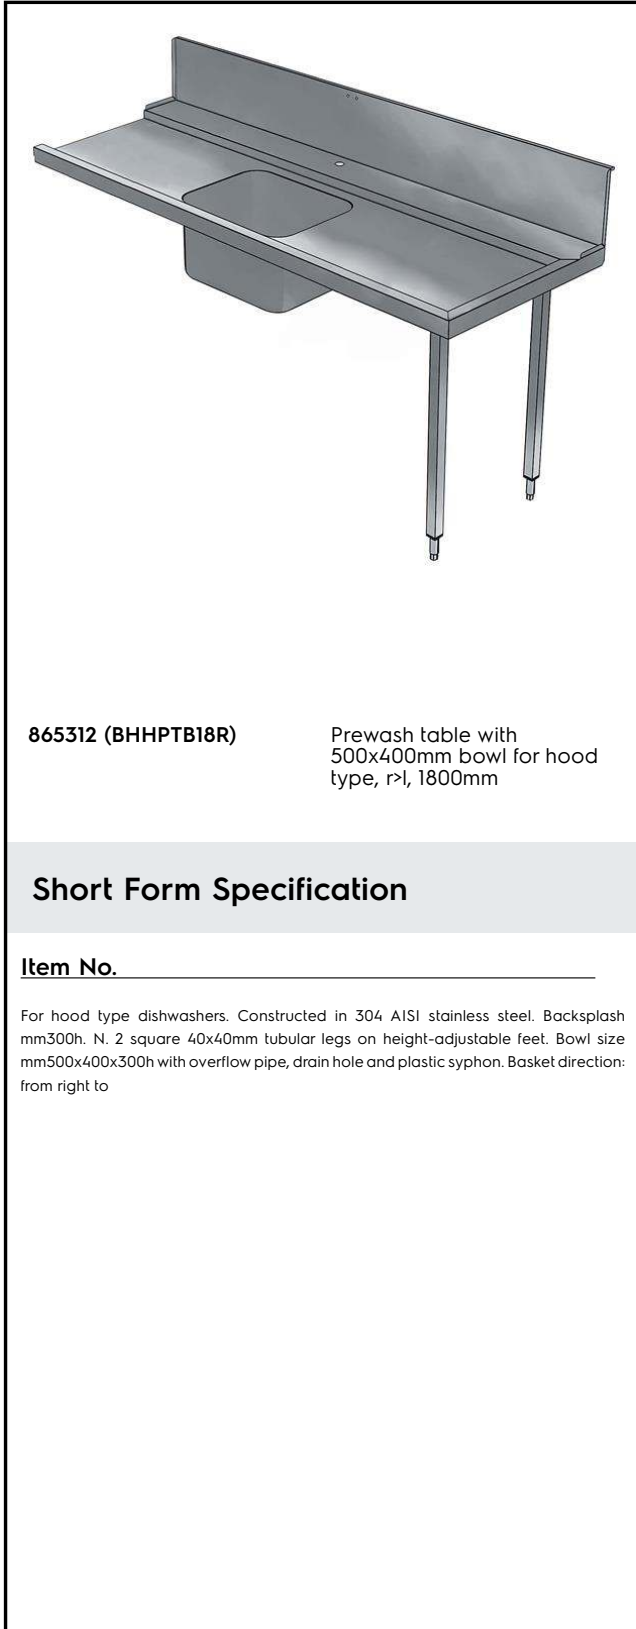 865312 (BHHPTB18R)
Prewash table with
500x400mm bowl for hood
type, r>l, 1800mm
Short Form Specification
Item No.
For hood type dishwashers. Constructed in 304 AISI stainless steel. Backsplash
mm300h. N. 2 square 40x40mm tubular legs on height-adjustable feet. Bowl size
mm500x400x300h with overflow pipe, drain hole and plastic syphon. Basket direction:
from right to